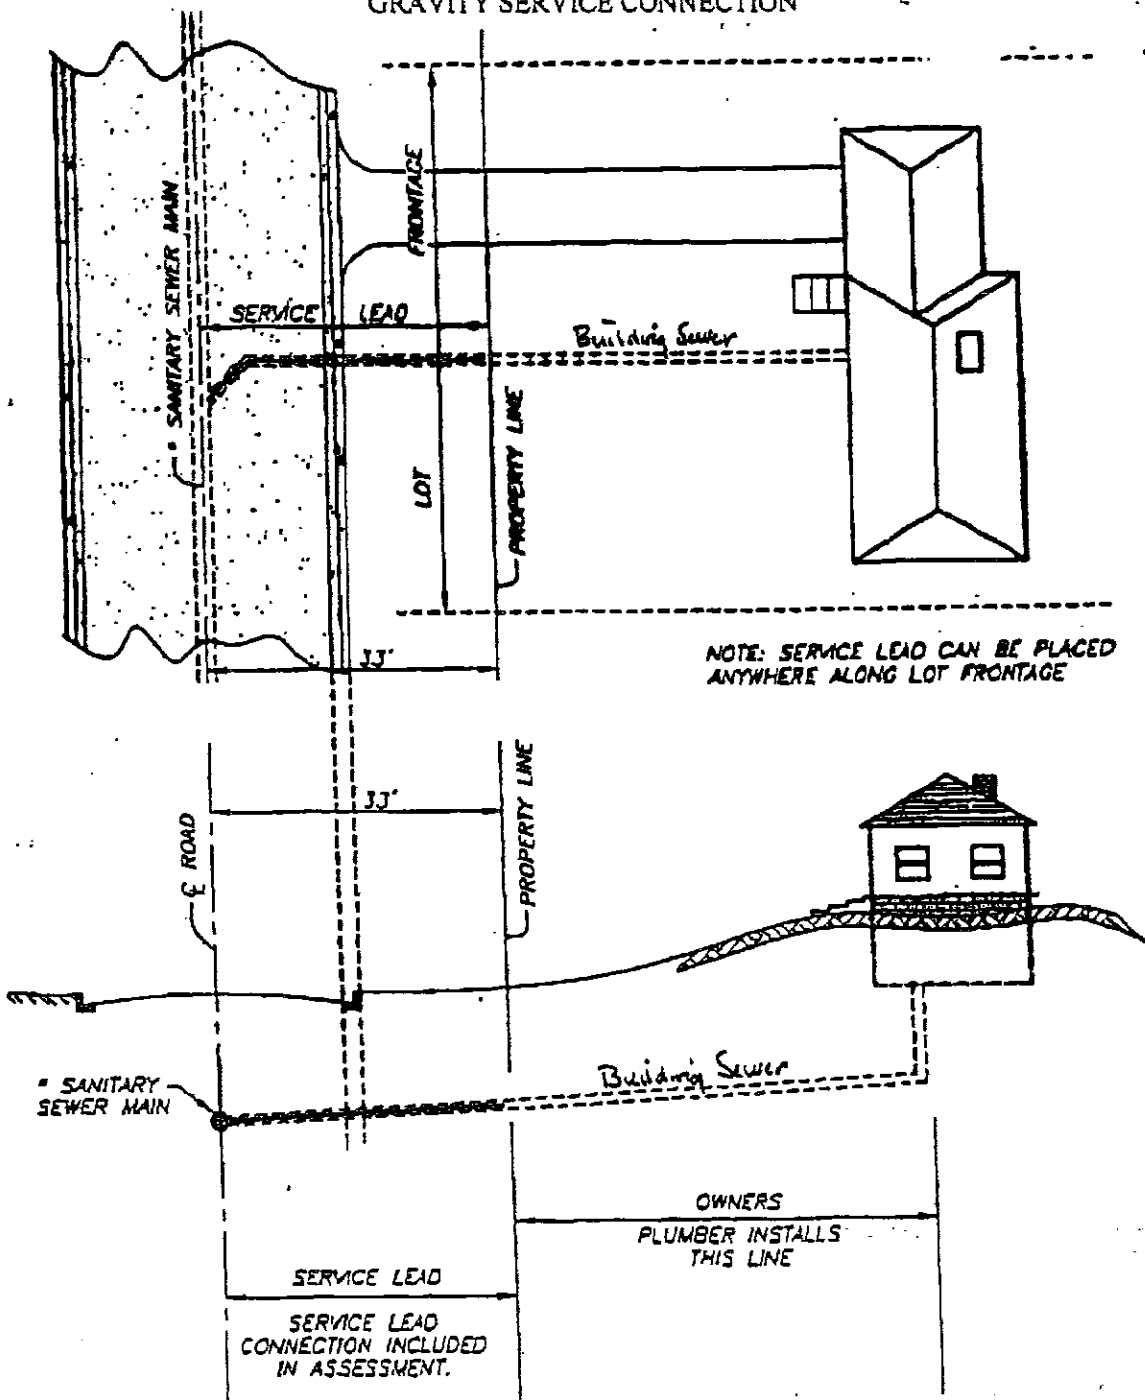 GRAVITY SERVICE CONNECTION
" SANITARY SEWER MAIN
FRONTAGE
SERVICE LEAD
Building Sewer
LOT
PROPERTY LINE
33'
NOTE: SERVICE LEAD CAN BE PLACED
ANYWHERE ALONG LOT FRONTAGE
33'
℄ ROAD
PROPERTY LINE
" SANITARY
SEWER MAIN
Building Sewer
OWNERS
PLUMBER INSTALLS
THIS LINE
SERVICE LEAD
SERVICE LEAD
CONNECTION INCLUDED
IN ASSESSMENT.